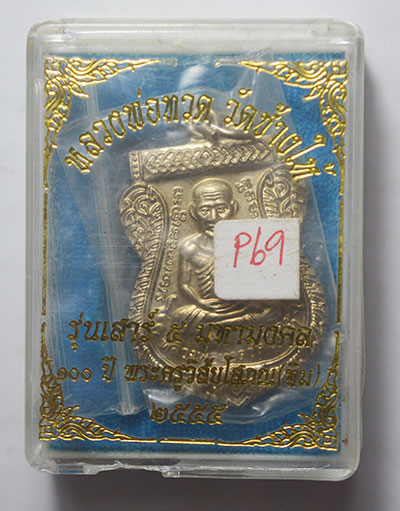 หลวงพ่อทวด วัดช้างให้
P69
รุ่นเสาร์ ๕ มหามงคล
๑๐๐ ปี พระครูวิสัยโสภณ(ทิม)
๒๕๕๕